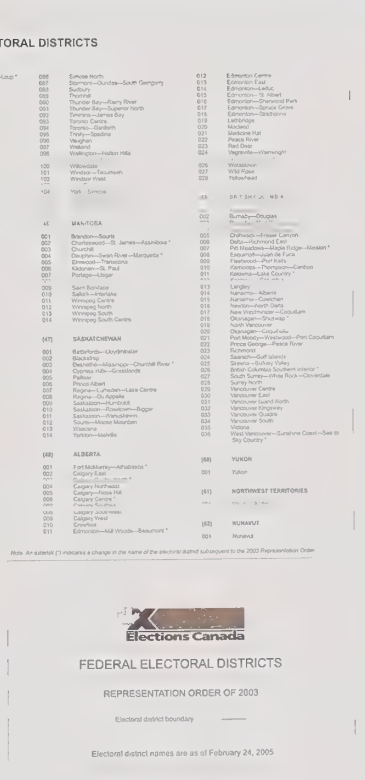 TORAL DISTRICTS
086 Simcoe North
087 Stormont—Dundas—South Glengarry
088 Sudbury
089 Thornhill
090 Thunder Bay—Rainy River
091 Thunder Bay—Superior North
092 Timmins—James Bay
093 Toronto Centre
094 Toronto—Danforth
095 Trinity—Spadina
096 Vaughan
097 Welland
098 Wellington—Halton Hills
100 Willowdale
101 Windsor—Tecumseh
102 Windsor West
104 York—Simcoe
MANITOBA
001 Brandon—Souris
002 Charleswood—St. James—Assiniboia *
003 Churchill
004 Dauphin—Swan River—Marquette *
005 Elmwood—Transcona
006 Kildonan—St. Paul
007 Portage—Lisgar
009 Saint Boniface
010 Selkirk—Interlake
011 Winnipeg Centre
012 Winnipeg North
013 Winnipeg South
014 Winnipeg South Centre
(47) SASKATCHEWAN
001 Battlefords—Lloydminster
002 Blackstrap
003 Desnethé—Missinippi—Churchill River *
004 Cypress Hills—Grasslands
005 Palliser
006 Prince Albert
007 Regina—Lumsden—Lake Centre
008 Regina—Qu'Appelle
009 Saskatoon—Humboldt
010 Saskatoon—Rosetown—Biggar
011 Saskatoon—Wanuskewin
012 Souris—Moose Mountain
013 Wascana
014 Yorkton—Melville
(48) ALBERTA
001 Fort McMurray—Athabasca *
002 Calgary East
004 Calgary Northeast
005 Calgary—Nose Hill
006 Calgary Centre *
008 Calgary Southwest
009 Calgary West
010 Crowfoot
011 Edmonton—Mill Woods—Beaumont *
012 Edmonton Centre
013 Edmonton East
014 Edmonton—Leduc
015 Edmonton—St. Albert
016 Edmonton—Sherwood Park
017 Edmonton—Spruce Grove
018 Edmonton—Strathcona
019 Lethbridge
020 Macleod
021 Medicine Hat
022 Peace River
023 Red Deer
024 Vegreville—Wainwright
026 Wetaskiwin
027 Wild Rose
028 Yellowhead
002 Burnaby—Douglas
005 Chilliwack—Fraser Canyon
006 Delta—Richmond East
007 Pitt Meadows—Maple Ridge—Mission *
008 Esquimalt—Juan de Fuca
009 Fleetwood—Port Kells
010 Kamloops—Thompson—Cariboo
011 Kelowna—Lake Country *
013 Langley
014 Nanaimo—Alberni
015 Nanaimo—Cowichan
016 Newton—North Delta
017 New Westminster—Coquitlam
018 Okanagan—Shuswap *
019 North Vancouver
020 Okanagan—Coquihalla
021 Port Moody—Westwood—Port Coquitlam
022 Prince George—Peace River
023 Richmond
024 Saanich—Gulf Islands
025 Skeena—Bulkley Valley
026 British Columbia Southern Interior *
027 South Surrey—White Rock—Cloverdale
028 Surrey North
029 Vancouver Centre
030 Vancouver East
031 Vancouver Island North
032 Vancouver Kingsway
033 Vancouver Quadra
034 Vancouver South
035 Victoria
036 West Vancouver—Sunshine Coast—Sea to
Sky Country *
(60) YUKON
001 Yukon
(61) NORTHWEST TERRITORIES
(62) NUNAVUT
001 Nunavut
Note: An asterisk (*) indicates a change in the name of the electoral district subsequent to the 2003 Representation Order.
Elections Canada
FEDERAL ELECTORAL DISTRICTS
REPRESENTATION ORDER OF 2003
Electoral district boundary
Electoral district names are as of February 24, 2005